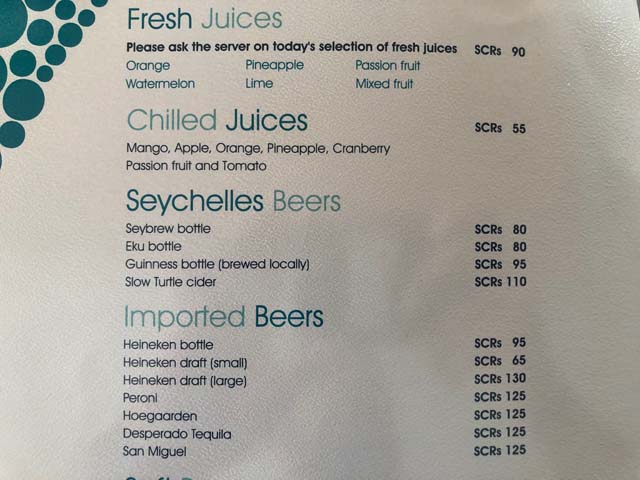 Fresh Juices
Please ask the server on today's selection of fresh juices SCRs 90
Orange Pineapple Passion fruit
Watermelon Lime Mixed fruit
Chilled Juices SCRs 55
Mango, Apple, Orange, Pineapple, Cranberry
Passion fruit and Tomato
Seychelles Beers
Seybrew bottle SCRs 80
Eku bottle SCRs 80
Guinness bottle (brewed locally) SCRs 95
Slow Turtle cider SCRs 110
Imported Beers
Heineken bottle SCRs 95
Heineken draft (small) SCRs 65
Heineken draft (large) SCRs 130
Peroni SCRs 125
Hoegaarden SCRs 125
Desperado Tequila SCRs 125
San Miguel SCRs 125